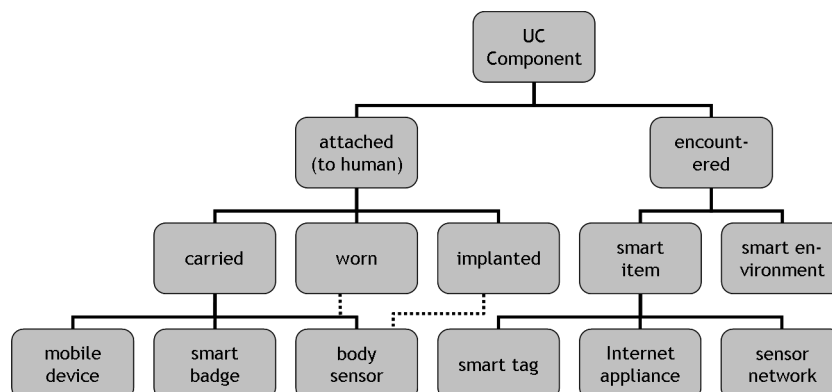 UC
Component
attached
(to human)
encount-
ered
carried
worn
implanted
smart
item
smart en-
vironment
mobile
device
smart
badge
body
sensor
smart tag
Internet
appliance
sensor
network